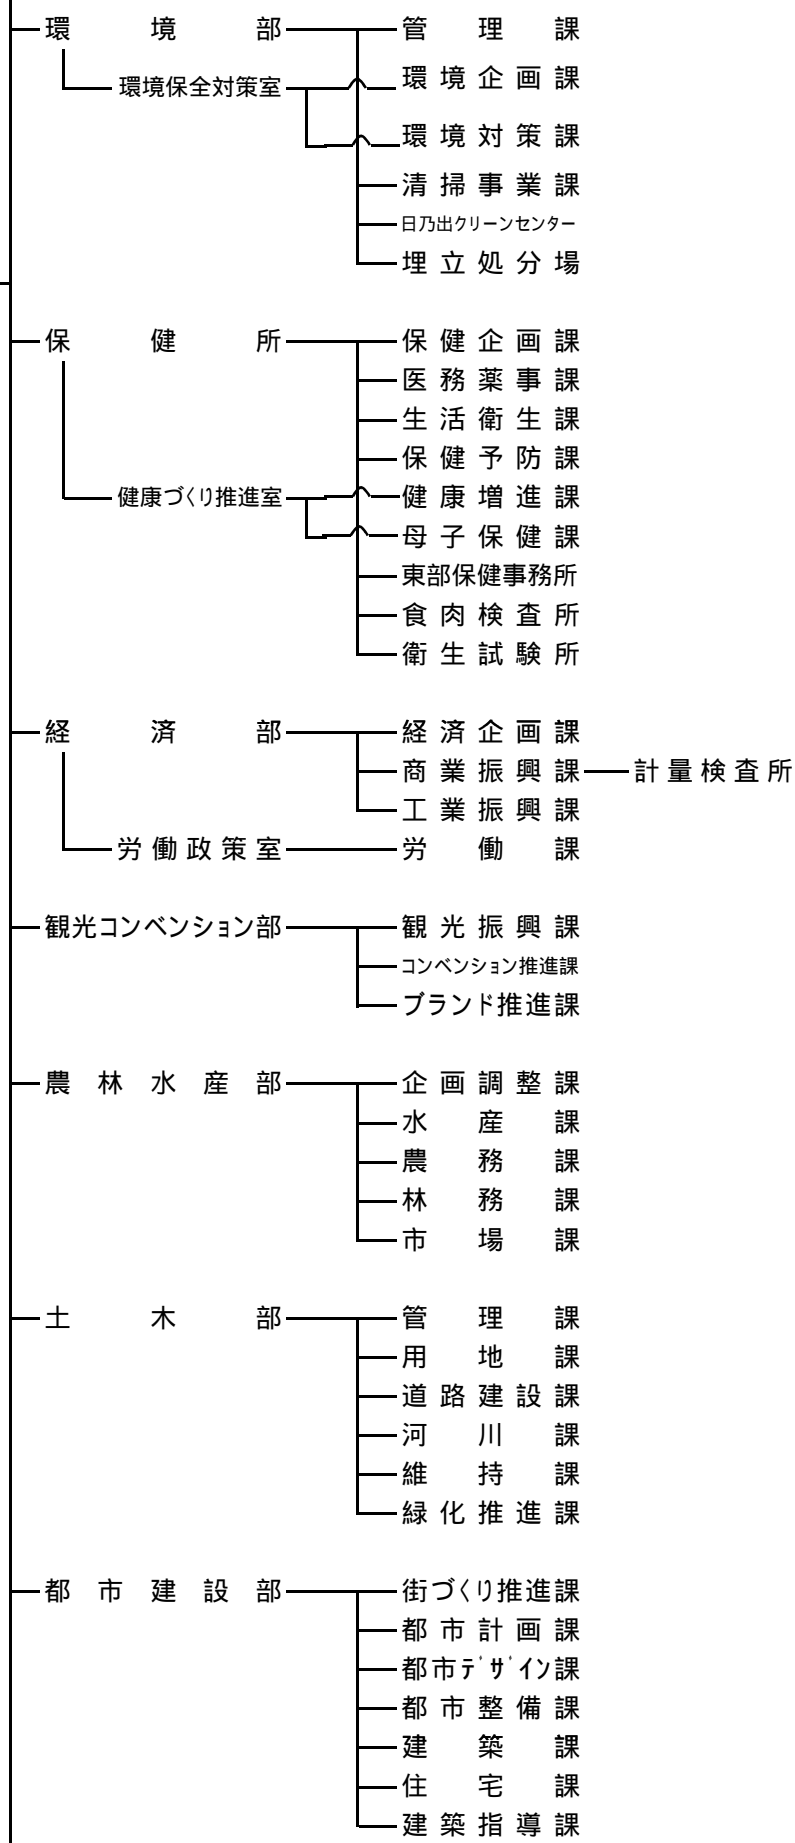 環境部 管理課
環境保全対策室 環境企画課
環境対策課
清掃事業課
日乃出クリーンセンター
埋立処分場
保健所 保健企画課
医務薬事課
生活衛生課
保健予防課
健康づくり推進室 健康増進課
母子保健課
東部保健事務所
食肉検査所
衛生試験所
経済部 経済企画課
商業振興課 計量検査所
工業振興課
労働政策室 労働課
観光コンベンション部 観光振興課
コンベンション推進課
ブランド推進課
農林水産部 企画調整課
水産課
農務課
林務課
市場課
土木部 管理課
用地課
道路建設課
河川課
維持課
緑化推進課
都市建設部 街づくり推進課
都市計画課
都市ﾃﾞｻﾞｲﾝ課
都市整備課
建築課
住宅課
建築指導課